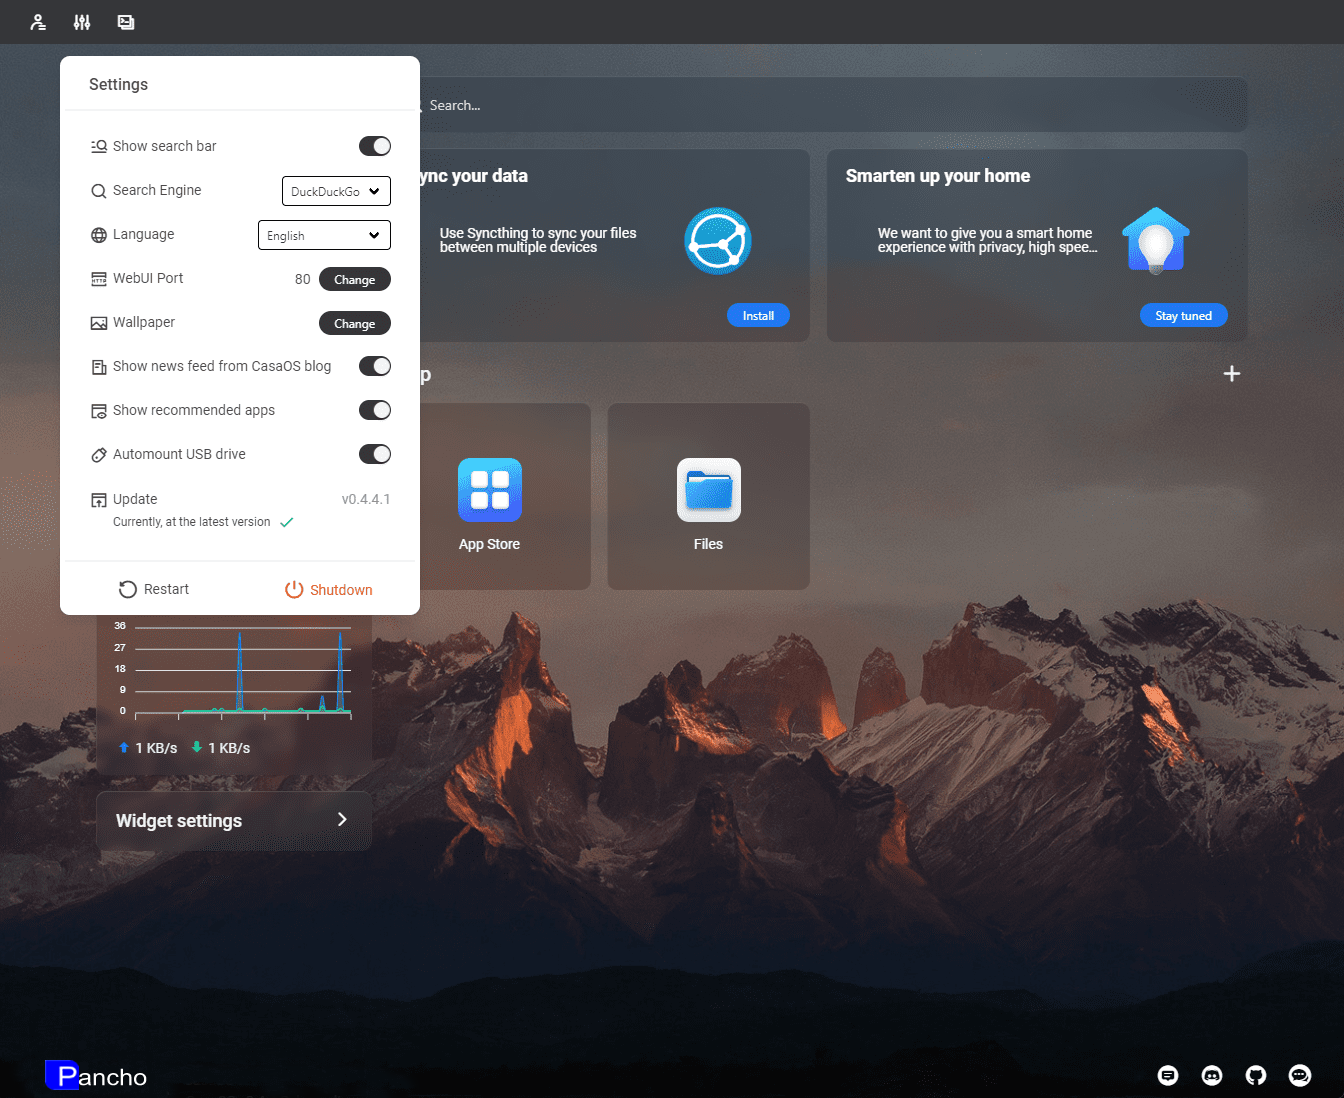 Settings
Show search bar
Search Engine
DuckDuckGo
Language
English
WebUI Port
80
Change
Wallpaper
Change
Show news feed from CasaOS blog
Show recommended apps
Automount USB drive
Update
v0.4.4.1
Currently, at the latest version
Restart
Shutdown
Search...
ync your data
Use Syncthing to sync your files
between multiple devices
Install
Smarten up your home
We want to give you a smart home
experience with privacy, high spee...
Stay tuned
p
App Store
Files
36
27
18
9
0
1 KB/s
1 KB/s
Widget settings
Pancho